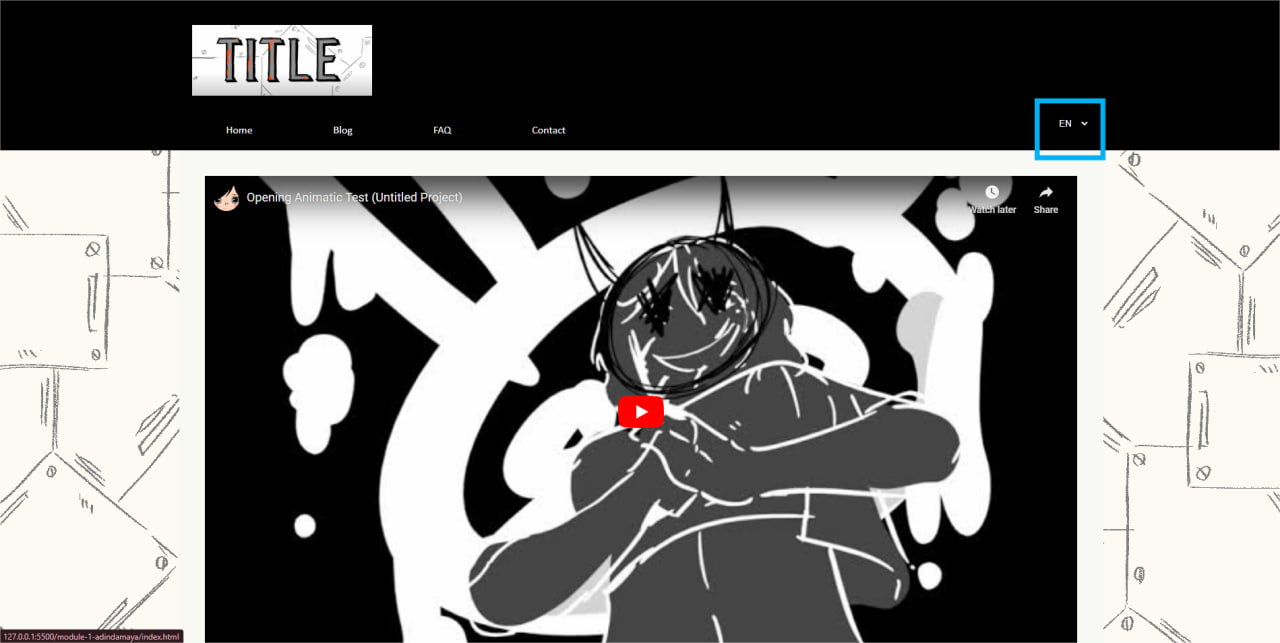 TITLE
Home Blog FAQ Contact
EN
Opening Animatic Test (Untitled Project)
Watch later Share
127.0.0.1:5500/module-1-adindamaya/index.html